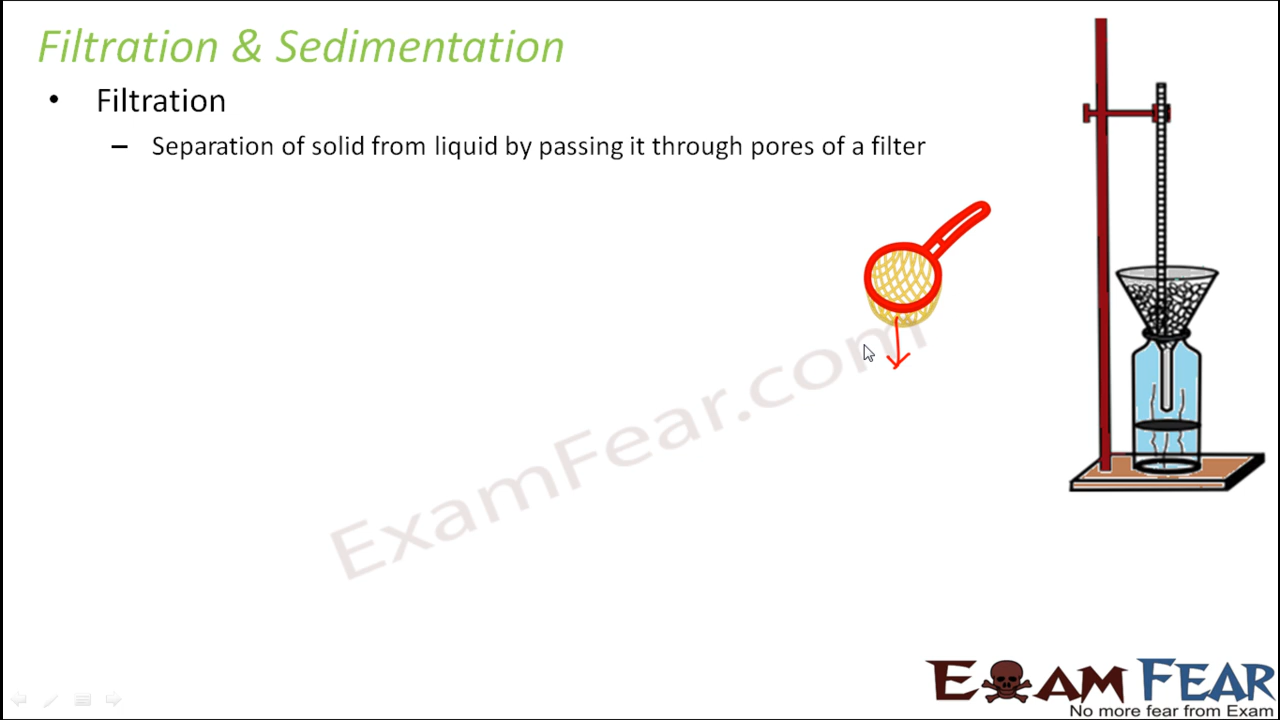 Filtration & Sedimentation
• Filtration
– Separation of solid from liquid by passing it through pores of a filter
ExamFear.com
EXAM FEAR
No more fear from Exam